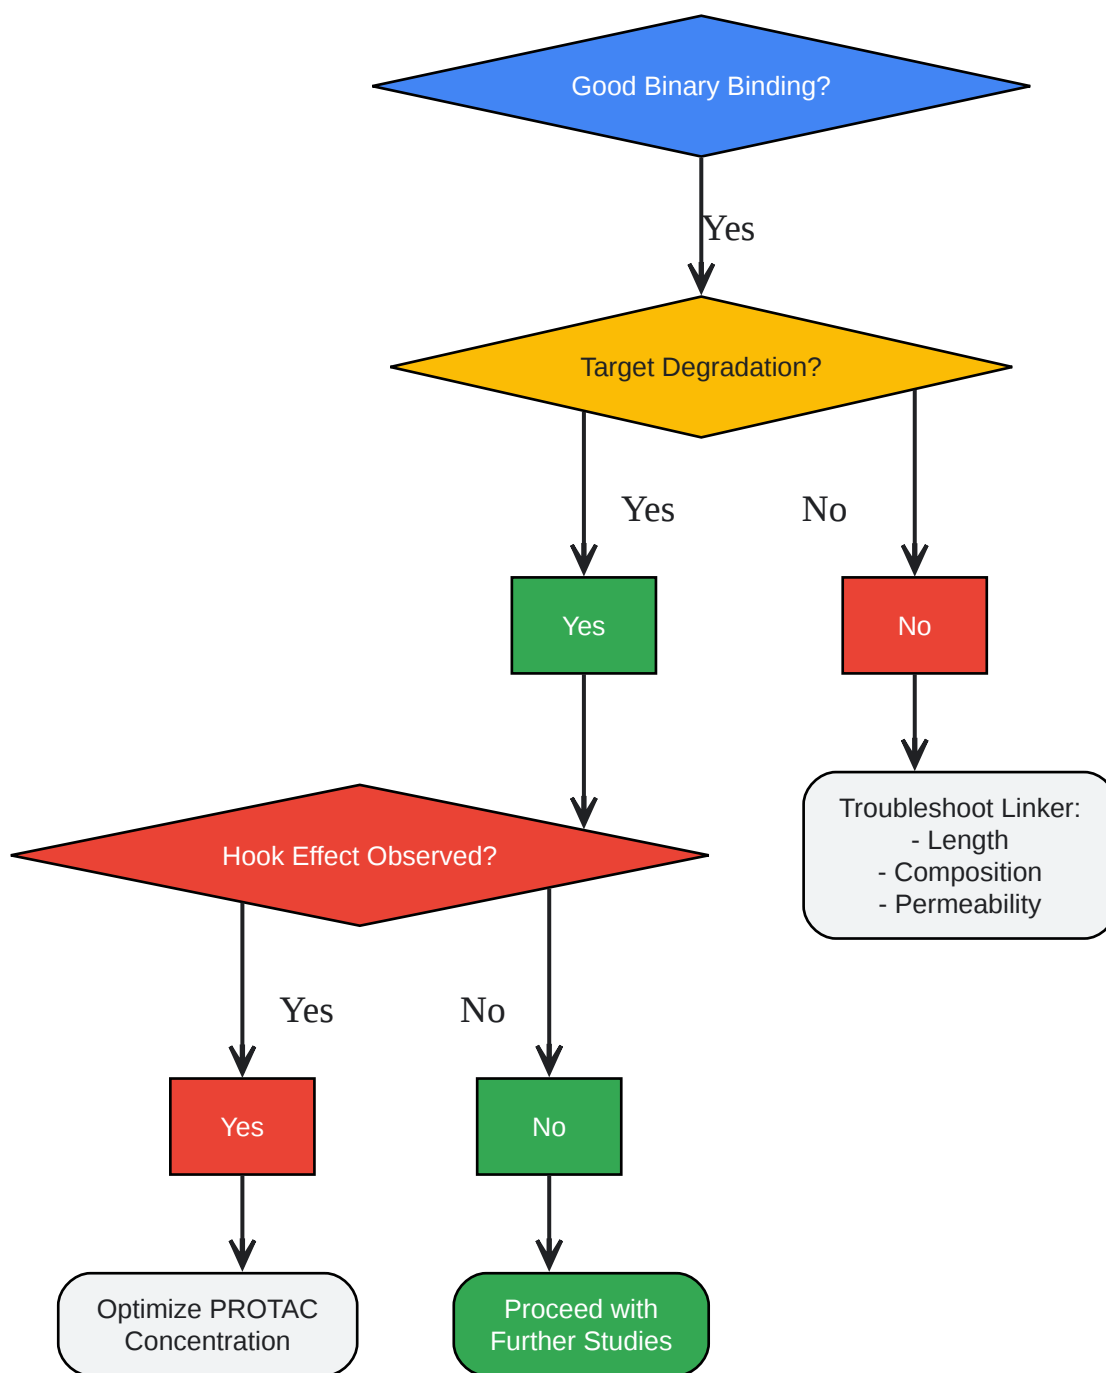 Good Binary Binding?
Yes
Target Degradation?
Yes
No
Yes
No
Troubleshoot Linker:
- Length
- Composition
- Permeability
Hook Effect Observed?
Yes
No
Yes
No
Optimize PROTAC
Concentration
Proceed with
Further Studies